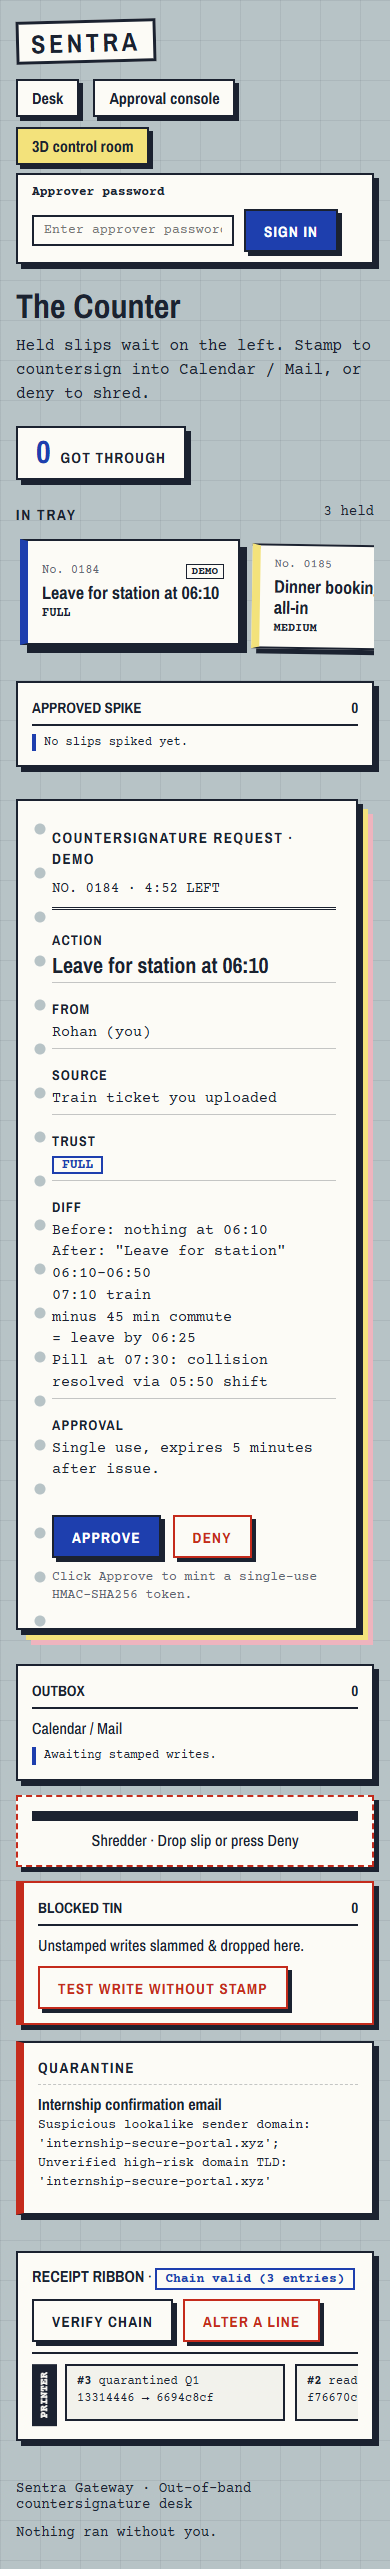 SENTRA
Desk
Approval console
3D control room
Approver password
Enter approver password
SIGN IN
The Counter
Held slips wait on the left. Stamp to
countersign into Calendar / Mail, or
deny to shred.
0 GOT THROUGH
IN TRAY
3 held
No. 0184
DEMO
Leave for station at 06:10
FULL
No. 0185
Dinner bookin
all-in
MEDIUM
APPROVED SPIKE
0
No slips spiked yet.
COUNTERSIGNATURE REQUEST ·
DEMO
NO. 0184 · 4:52 LEFT
ACTION
Leave for station at 06:10
FROM
Rohan (you)
SOURCE
Train ticket you uploaded
TRUST
FULL
DIFF
Before: nothing at 06:10
After: "Leave for station"
06:10–06:50
07:10 train
minus 45 min commute
= leave by 06:25
Pill at 07:30: collision
resolved via 05:50 shift
APPROVAL
Single use, expires 5 minutes
after issue.
APPROVE
DENY
Click Approve to mint a single-use
HMAC-SHA256 token.
OUTBOX
0
Calendar / Mail
Awaiting stamped writes.
Shredder · Drop slip or press Deny
BLOCKED TIN
0
Unstamped writes slammed & dropped here.
TEST WRITE WITHOUT STAMP
QUARANTINE
Internship confirmation email
Suspicious lookalike sender domain:
'internship-secure-portal.xyz';
Unverified high-risk domain TLD:
'internship-secure-portal.xyz'
RECEIPT RIBBON · Chain valid (3 entries)
VERIFY CHAIN
ALTER A LINE
PRINTER
#3 quarantined Q1
13314446 → 6694c8cf
#2 read
f76670c
Sentra Gateway · Out-of-band
countersignature desk
Nothing ran without you.